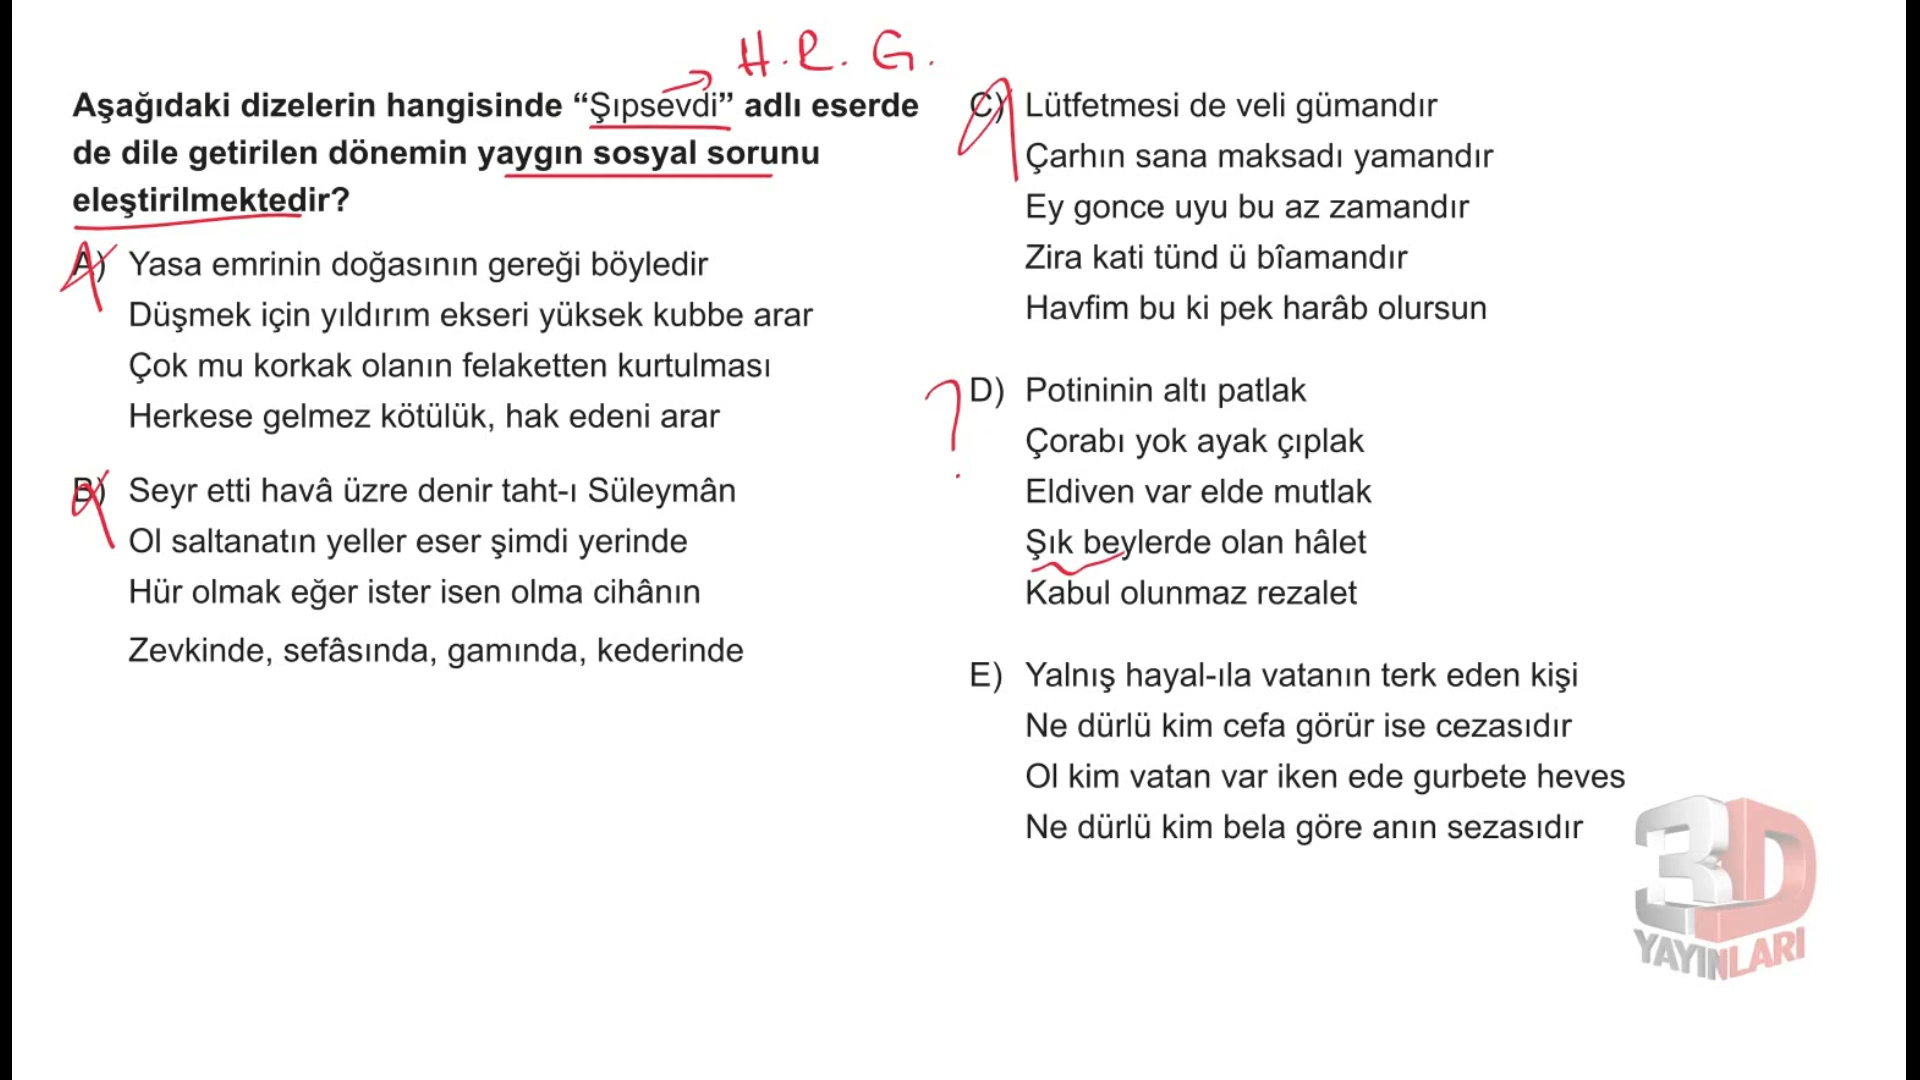 H. R. G.
Aşağıdaki dizelerin hangisinde “Şıpsevdi” adlı eserde
de dile getirilen dönemin yaygın sosyal sorunu
eleştirilmektedir?
A) Yasa emrinin doğasının gereği böyledir
Düşmek için yıldırım ekseri yüksek kubbe arar
Çok mu korkak olanın felaketten kurtulması
Herkese gelmez kötülük, hak edeni arar
B) Seyr etti havâ üzre denir taht-ı Süleymân
Ol saltanatın yeller eser şimdi yerinde
Hür olmak eğer ister isen olma cihânın
Zevkinde, sefâsında, gamında, kederinde
C) Lütfetmesi de veli gümandır
Çarhın sana maksadı yamandır
Ey gonce uyu bu az zamandır
Zira kati tünd ü bîamandır
Havfim bu ki pek harâb olursun
? D) Potininin altı patlak
Çorabı yok ayak çıplak
Eldiven var elde mutlak
Şık beylerde olan hâlet
Kabul olunmaz rezalet
E) Yalnış hayal-ıla vatanın terk eden kişi
Ne dürlü kim cefa görür ise cezasıdır
Ol kim vatan var iken ede gurbete heves
Ne dürlü kim bela göre anın sezasıdır
3D
YAYINLARI